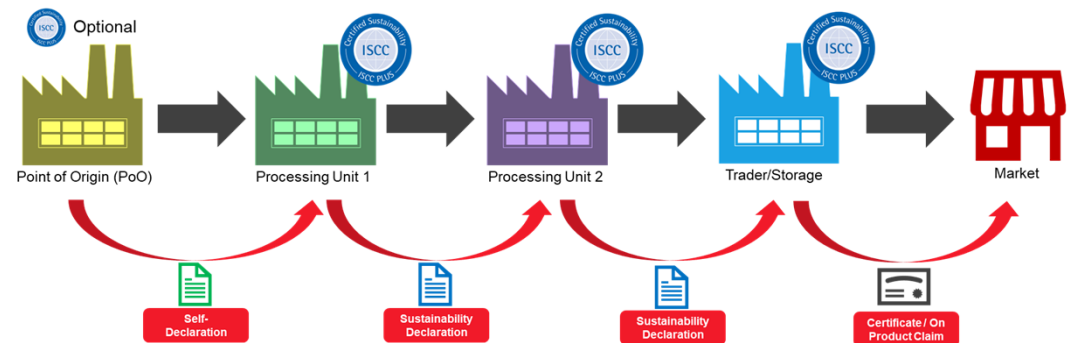 ISCC
Optional
Certified Sustainability
ISCC
ISCC PLUS
Certified Sustainability
ISCC
ISCC PLUS
Certified Sustainability
ISCC
ISCC PLUS
Point of Origin (PoO)
Processing Unit 1
Processing Unit 2
Trader/Storage
Market
Self-
Declaration
Sustainability
Declaration
Sustainability
Declaration
Certificate / On
Product Claim